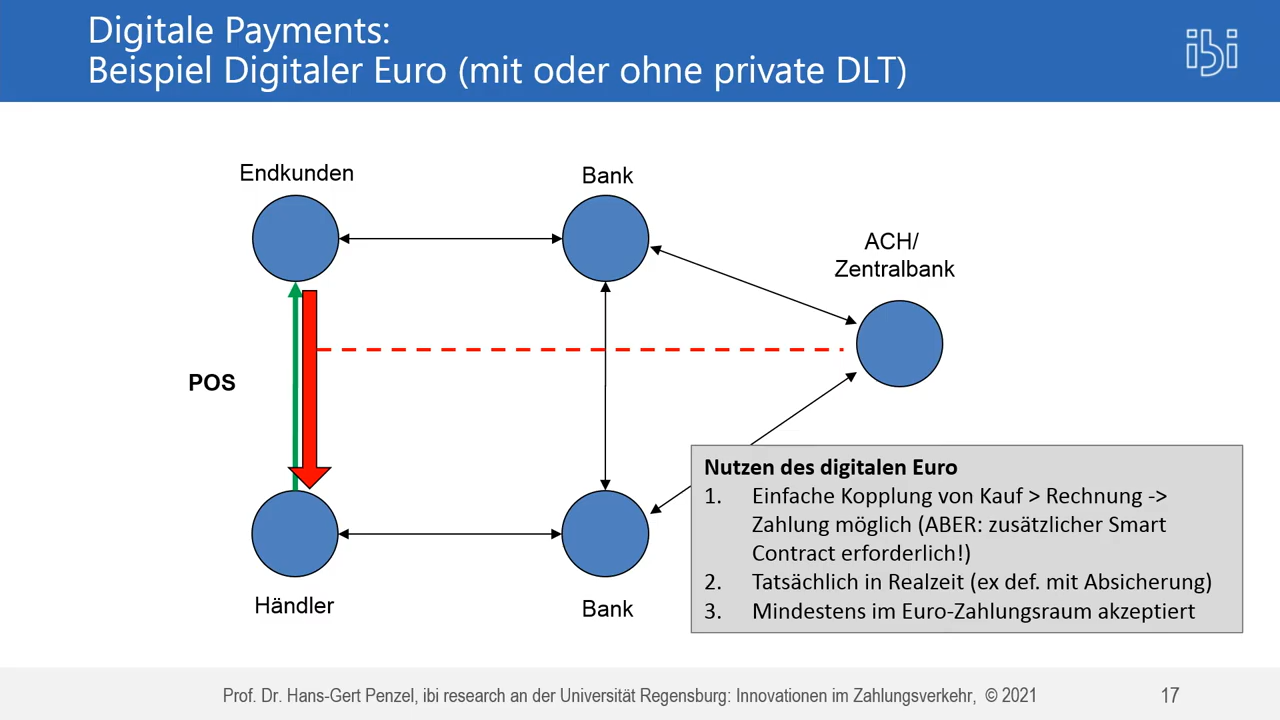 Digitale Payments:
Beispiel Digitaler Euro (mit oder ohne private DLT)
ibi
Endkunden
Bank
ACH/
Zentralbank
POS
Nutzen des digitalen Euro
1. Einfache Kopplung von Kauf > Rechnung ->
Zahlung möglich (ABER: zusätzlicher Smart
Contract erforderlich!)
2. Tatsächlich in Realzeit (ex def. mit Absicherung)
3. Mindestens im Euro-Zahlungsraum akzeptiert
Händler
Bank
Prof. Dr. Hans-Gert Penzel, ibi research an der Universität Regensburg: Innovationen im Zahlungsverkehr, © 2021
17